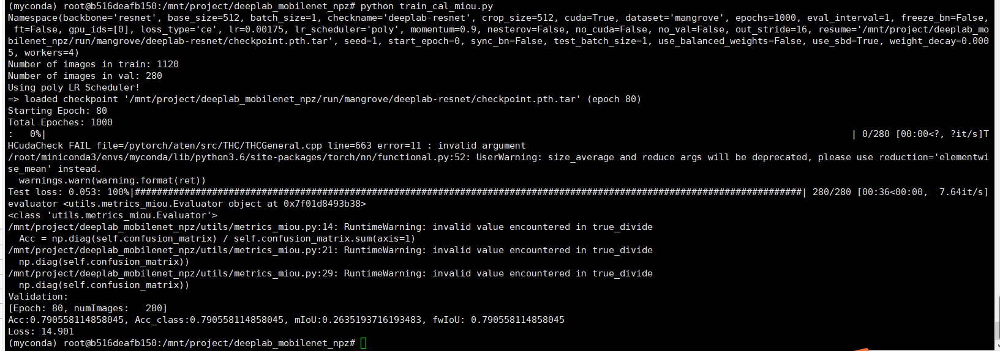 (myconda) root@b516deafb150:/mnt/project/deeplab_mobilenet_npz# python train_cal_miou.py
Namespace(backbone='resnet', base_size=512, batch_size=1, checkname='deeplab-resnet', crop_size=512, cuda=True, dataset='mangrove', epochs=1000, eval_interval=1, freeze_bn=False,
 ft=False, gpu_ids=[0], loss_type='ce', lr=0.00175, lr_scheduler='poly', momentum=0.9, nesterov=False, no_cuda=False, no_val=False, out_stride=16, resume='/mnt/project/deeplab_mo
bilenet_npz/run/mangrove/deeplab-resnet/checkpoint.pth.tar', seed=1, start_epoch=0, sync_bn=False, test_batch_size=1, use_balanced_weights=False, use_sbd=True, weight_decay=0.000
5, workers=4)
Number of images in train: 1120
Number of images in val: 280
Using poly LR Scheduler!
=> loaded checkpoint '/mnt/project/deeplab_mobilenet_npz/run/mangrove/deeplab-resnet/checkpoint.pth.tar' (epoch 80)
Starting Epoch: 80
Total Epoches: 1000
:   0%|                                                                                                                                                  | 0/280 [00:00<?, ?it/s]T
HCudaCheck FAIL file=/pytorch/aten/src/THC/THCGeneral.cpp line=663 error=11 : invalid argument
/root/miniconda3/envs/myconda/lib/python3.6/site-packages/torch/nn/functional.py:52: UserWarning: size_average and reduce args will be deprecated, please use reduction='elementwi
se_mean' instead.
  warnings.warn(warning.format(ret))
Test loss: 0.053: 100%|#########################################################################################################################| 280/280 [00:36<00:00,  7.64it/s]
evaluator <utils.metrics_miou.Evaluator object at 0x7f01d8493b38>
<class 'utils.metrics_miou.Evaluator'>
/mnt/project/deeplab_mobilenet_npz/utils/metrics_miou.py:14: RuntimeWarning: invalid value encountered in true_divide
  Acc = np.diag(self.confusion_matrix) / self.confusion_matrix.sum(axis=1)
/mnt/project/deeplab_mobilenet_npz/utils/metrics_miou.py:21: RuntimeWarning: invalid value encountered in true_divide
  np.diag(self.confusion_matrix))
/mnt/project/deeplab_mobilenet_npz/utils/metrics_miou.py:29: RuntimeWarning: invalid value encountered in true_divide
  np.diag(self.confusion_matrix))
Validation:
[Epoch: 80, numImages:   280]
Acc:0.790558114858045, Acc_class:0.790558114858045, mIoU:0.2635193716193483, fwIoU: 0.790558114858045
Loss: 14.901
(myconda) root@b516deafb150:/mnt/project/deeplab_mobilenet_npz#